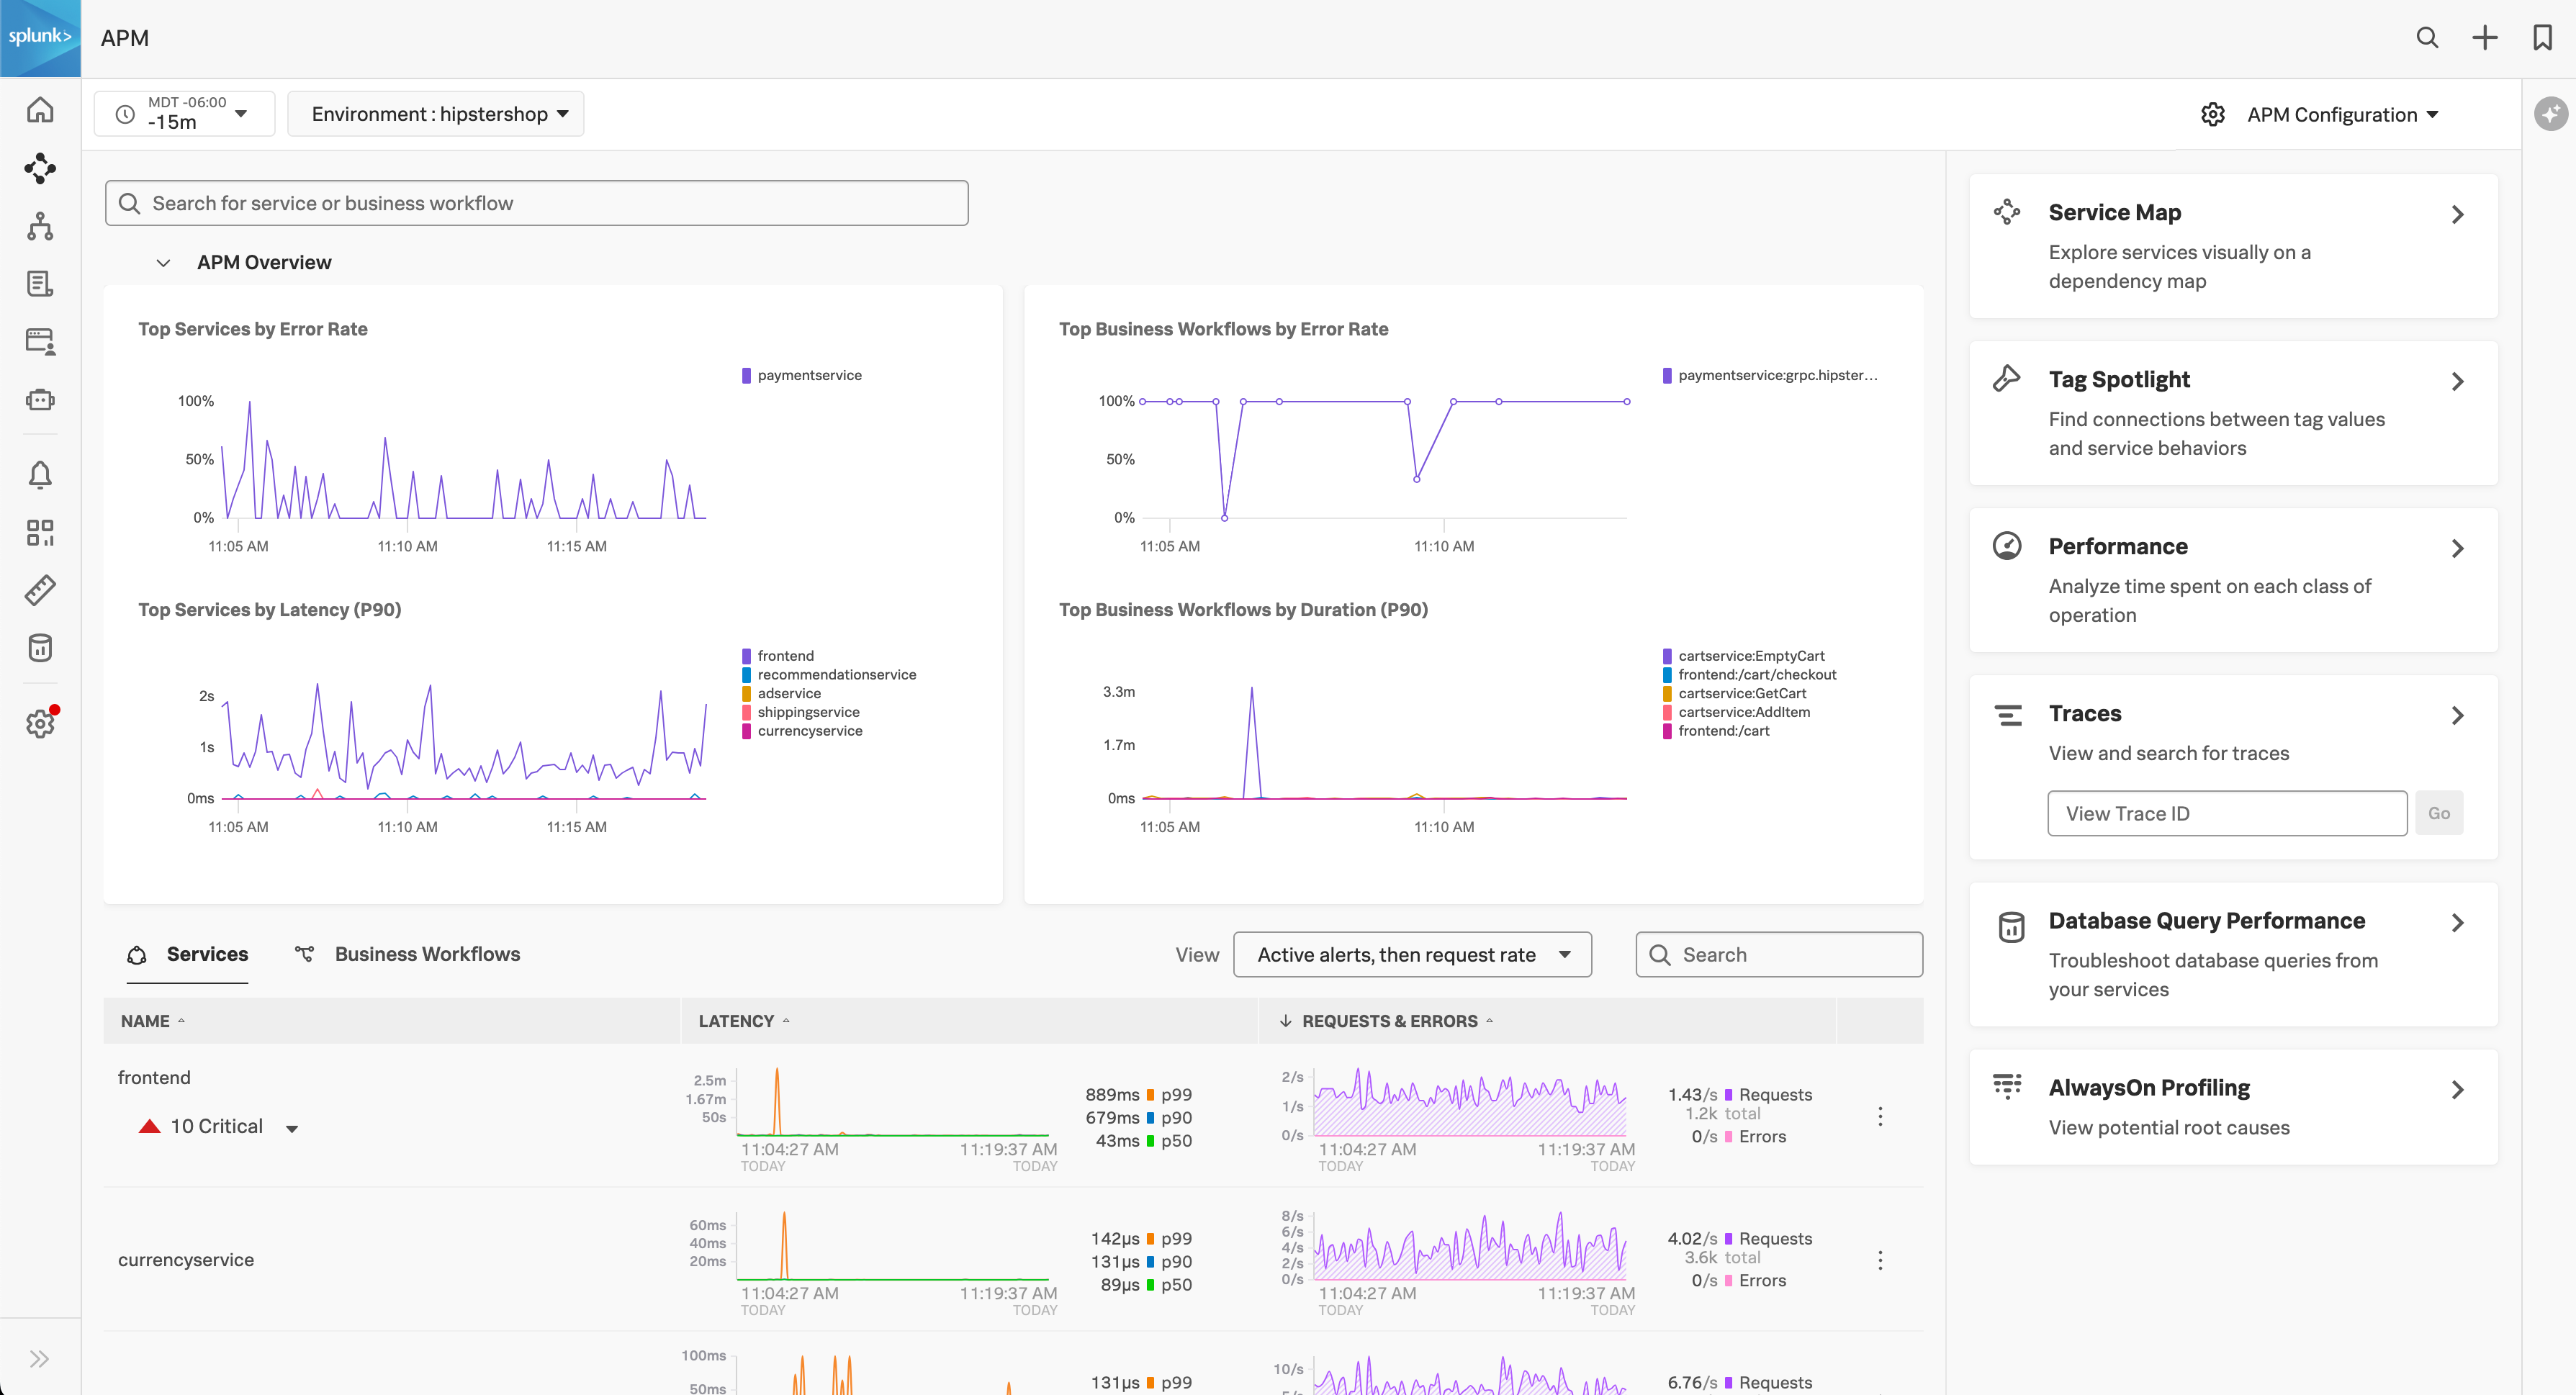 splunk>
APM
MDT -06:00
-15m
Environment : hipstershop
APM Configuration
Search for service or business workflow
APM Overview
Top Services by Error Rate
paymentservice
100%
50%
0%
11:05 AM
11:10 AM
11:15 AM
Top Services by Latency (P90)
frontend
recommendationservice
adservice
shippingservice
currencyservice
2s
1s
0ms
11:05 AM
11:10 AM
11:15 AM
Top Business Workflows by Error Rate
paymentservice:grpc.hipster...
100%
50%
0%
11:05 AM
11:10 AM
Top Business Workflows by Duration (P90)
cartservice:EmptyCart
frontend:/cart/checkout
cartservice:GetCart
cartservice:AddItem
frontend:/cart
3.3m
1.7m
0ms
11:05 AM
11:10 AM
Services
Business Workflows
View
Active alerts, then request rate
Search
NAME
LATENCY
REQUESTS & ERRORS
frontend
10 Critical
2.5m
1.67m
50s
11:04:27 AM
TODAY
11:19:37 AM
TODAY
889ms p99
679ms p90
43ms p50
2/s
1/s
0/s
11:04:27 AM
TODAY
11:19:37 AM
TODAY
1.43/s Requests
1.2k total
0/s Errors
currencyservice
60ms
40ms
20ms
11:04:27 AM
TODAY
11:19:37 AM
TODAY
142µs p99
131µs p90
89µs p50
8/s
6/s
4/s
2/s
0/s
11:04:27 AM
TODAY
11:19:37 AM
TODAY
4.02/s Requests
3.6k total
0/s Errors
100ms
50ms
131µs p99
10/s
6.76/s Requests
Service Map
Explore services visually on a
dependency map
Tag Spotlight
Find connections between tag values
and service behaviors
Performance
Analyze time spent on each class of
operation
Traces
View and search for traces
View Trace ID
Go
Database Query Performance
Troubleshoot database queries from
your services
AlwaysOn Profiling
View potential root causes